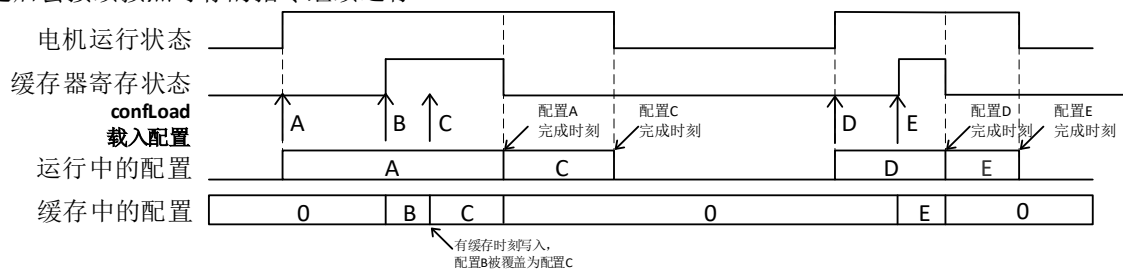 电机运行状态
缓存器寄存状态
confLoad
载入配置
A
B
C
配置A
完成时刻
配置C
完成时刻
D
E
配置D
完成时刻
配置E
完成时刻
运行中的配置
A
C
D
E
缓存中的配置
0
B
C
0
E
0
有缓存时刻写入,
配置B被覆盖为配置C